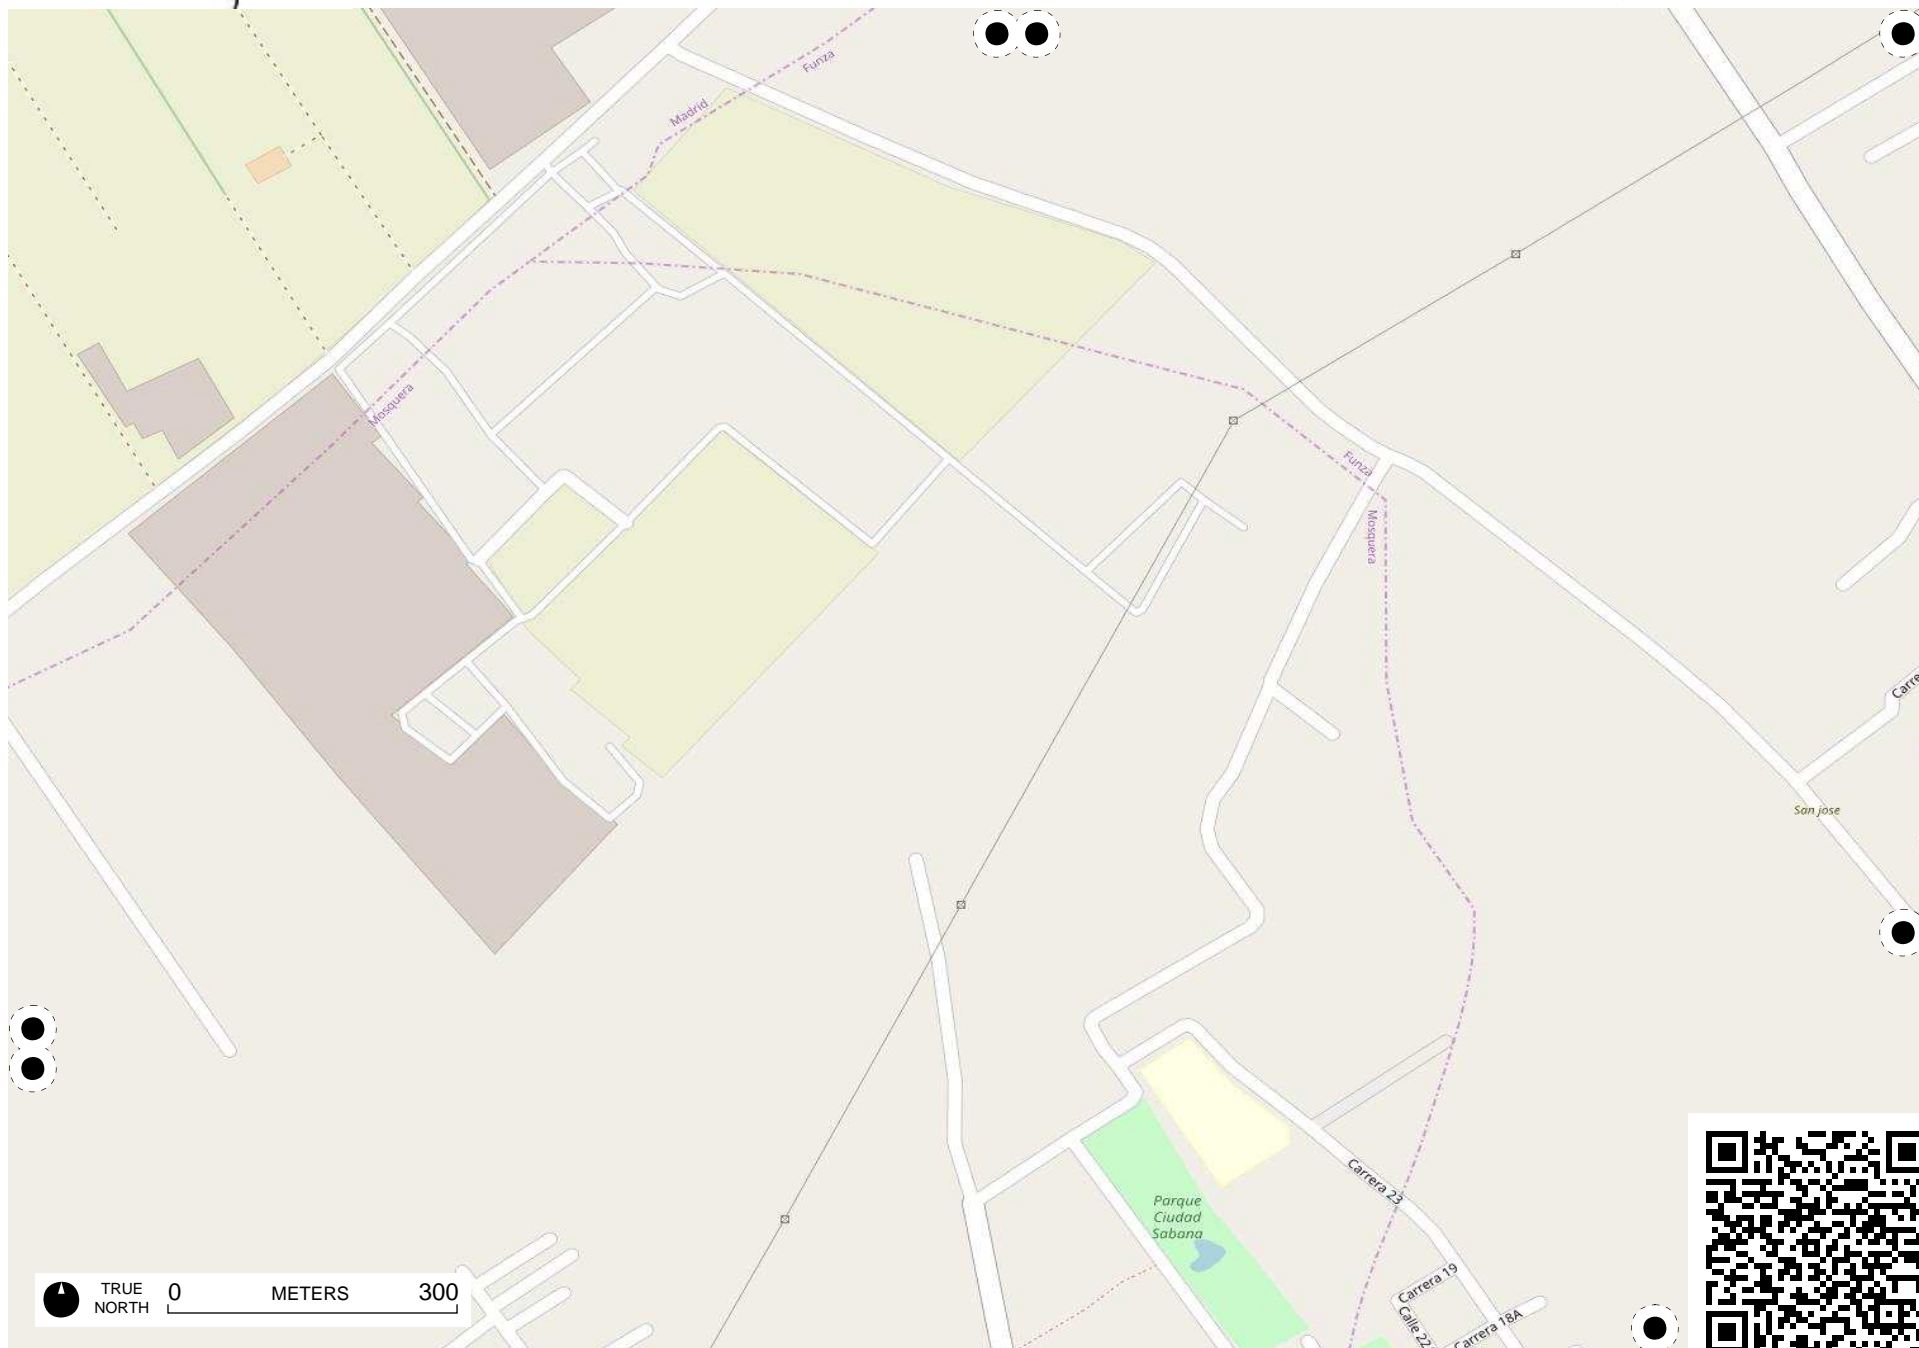 Funza
Madrid
Mosquera
Funza
Mosquera
San jose
Carrera 23
Parque
Ciudad
Sabana
Carrera 19
Calle 22
Carrera 18A
TRUE
NORTH
0 METERS 300